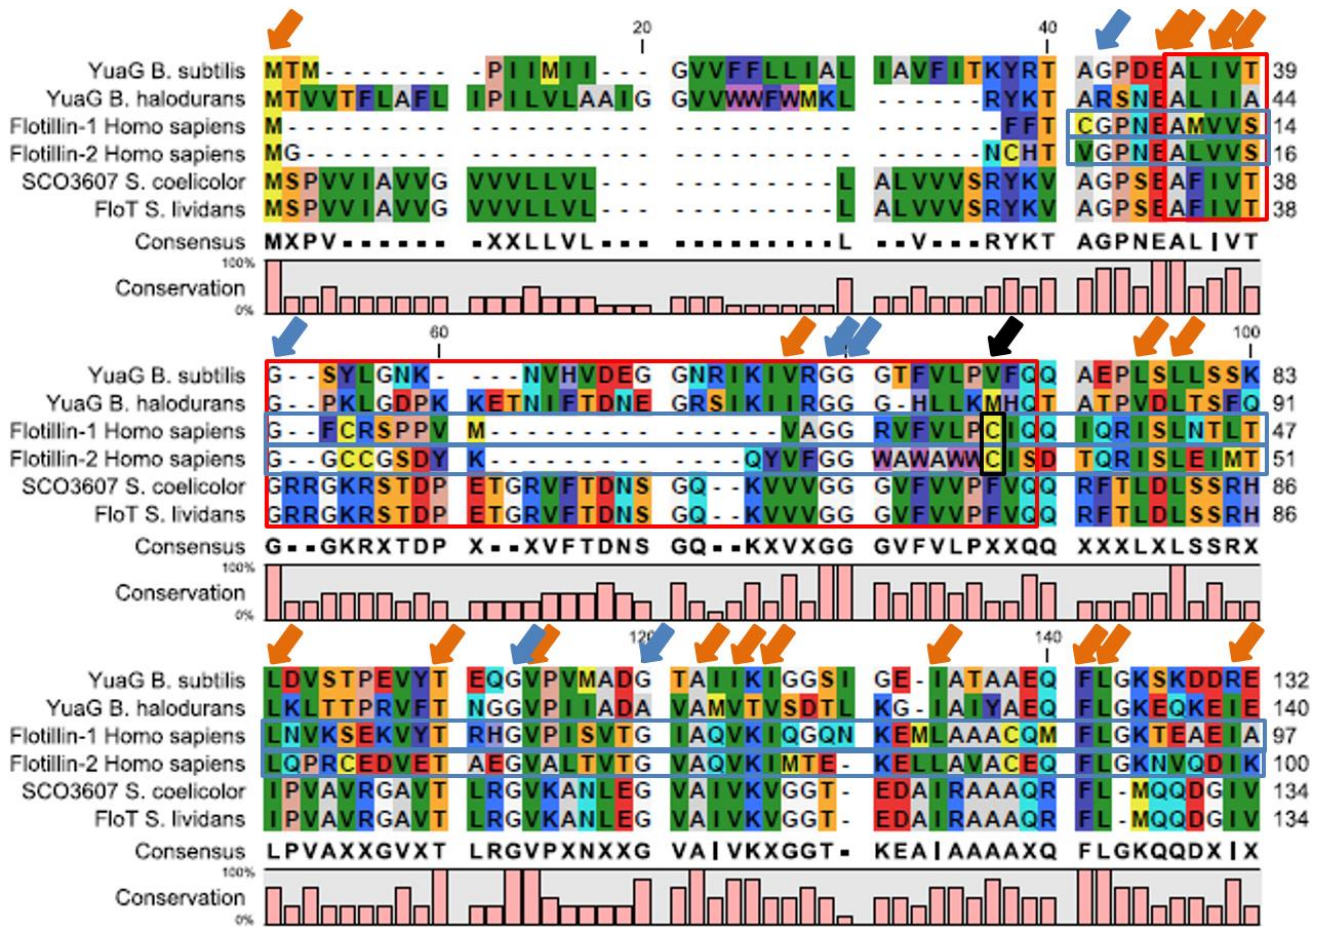 20 40
YuaG B. subtilis MTM------- -PIIMII--- GVVFFLLIAL IAVFITKYRT AGPDEALIVT 39
YuaG B. halodurans MTVVTFLAFL IPILVLAAIG GVVWWFWMKL ------RYKT ARSNEALIIA 44
Flotillin-1 Homo sapiens M--------- ---------- ---------- -------FFT CGPNEAMVVS 14
Flotillin-2 Homo sapiens MG-------- ---------- ---------- ------NCHT VGPNEALVVS 16
SCO3607 S. coelicolor MSPVVIAVVG VVVLLVL--- ---------L ALVVVSRYKV AGPSEAFIVT 38
FloT S. lividans MSPVVIAVVG VVVLLVL--- ---------L ALVVVSRYKV AGPSEAFIVT 38
Consensus MXPV------ -XXLLVL--- ---------L --V---RYKT AGPNEALIVT
100%
Conservation
0%
60 100
YuaG B. subtilis G--SYLGNK- ---NVHVDEG GNRIKIVRGG GTFVLPVFQQ AEPLSLLSSK 83
YuaG B. halodurans G--PKLGDPK KETNIFTDNE GRSIKIIRGG G-HLLKMHQT ATPVDLTSFQ 91
Flotillin-1 Homo sapiens G--FCRSPPV M--------- ------VAGG RVFVLPCIQQ IQRISLNTLT 47
Flotillin-2 Homo sapiens G--GCCGSDY K--------- ----QYVFGG WAWAWWCISD TQRISLEIMT 51
SCO3607 S. coelicolor GRRGKRSTDP ETGRVFTDNS GQ--KVVVGG GVFVVPFVQQ RFTLDLSSRH 86
FloT S. lividans GRRGKRSTDP ETGRVFTDNS GQ--KVVVGG GVFVVPFVQQ RFTLDLSSRH 86
Consensus G--GKRXTDP X--XVFTDNS GQ--KXVXGG GVFVLPXXQQ XXXLXLSSRX
100%
Conservation
0%
120 140
YuaG B. subtilis LDVSTPEVYT EQGVPVMADG TAIIKIGGSI GE-IATAAEQ FLGKSKDDRE 132
YuaG B. halodurans LKLTTPRVFT NGGVPIIADA VAMVTVSDTL KG-IAIYAEQ FLGKEQKEIE 140
Flotillin-1 Homo sapiens LNVKSEKVYT RHGVPISVTG IAQVKIQGQN KEMLAAACQM FLGKTEAEIA 97
Flotillin-2 Homo sapiens LQPRCEDVET AEGVALTVTG VAQVKIMTE- KELLAVACEQ FLGKNVQDIK 100
SCO3607 S. coelicolor IPVAVRGAVT LRGVKANLEG VAIVKVGGT- EDAIRAAAQR FL-MQQDGIV 134
FloT S. lividans IPVAVRGAVT LRGVKANLEG VAIVKVGGT- EDAIRAAAQR FL-MQQDGIV 134
Consensus LPVAXXGVXT LRGVPXNXXG VAIVKXGGT- KEAIAAAAXQ FLGKQQDXIX
100%
Conservation
0%